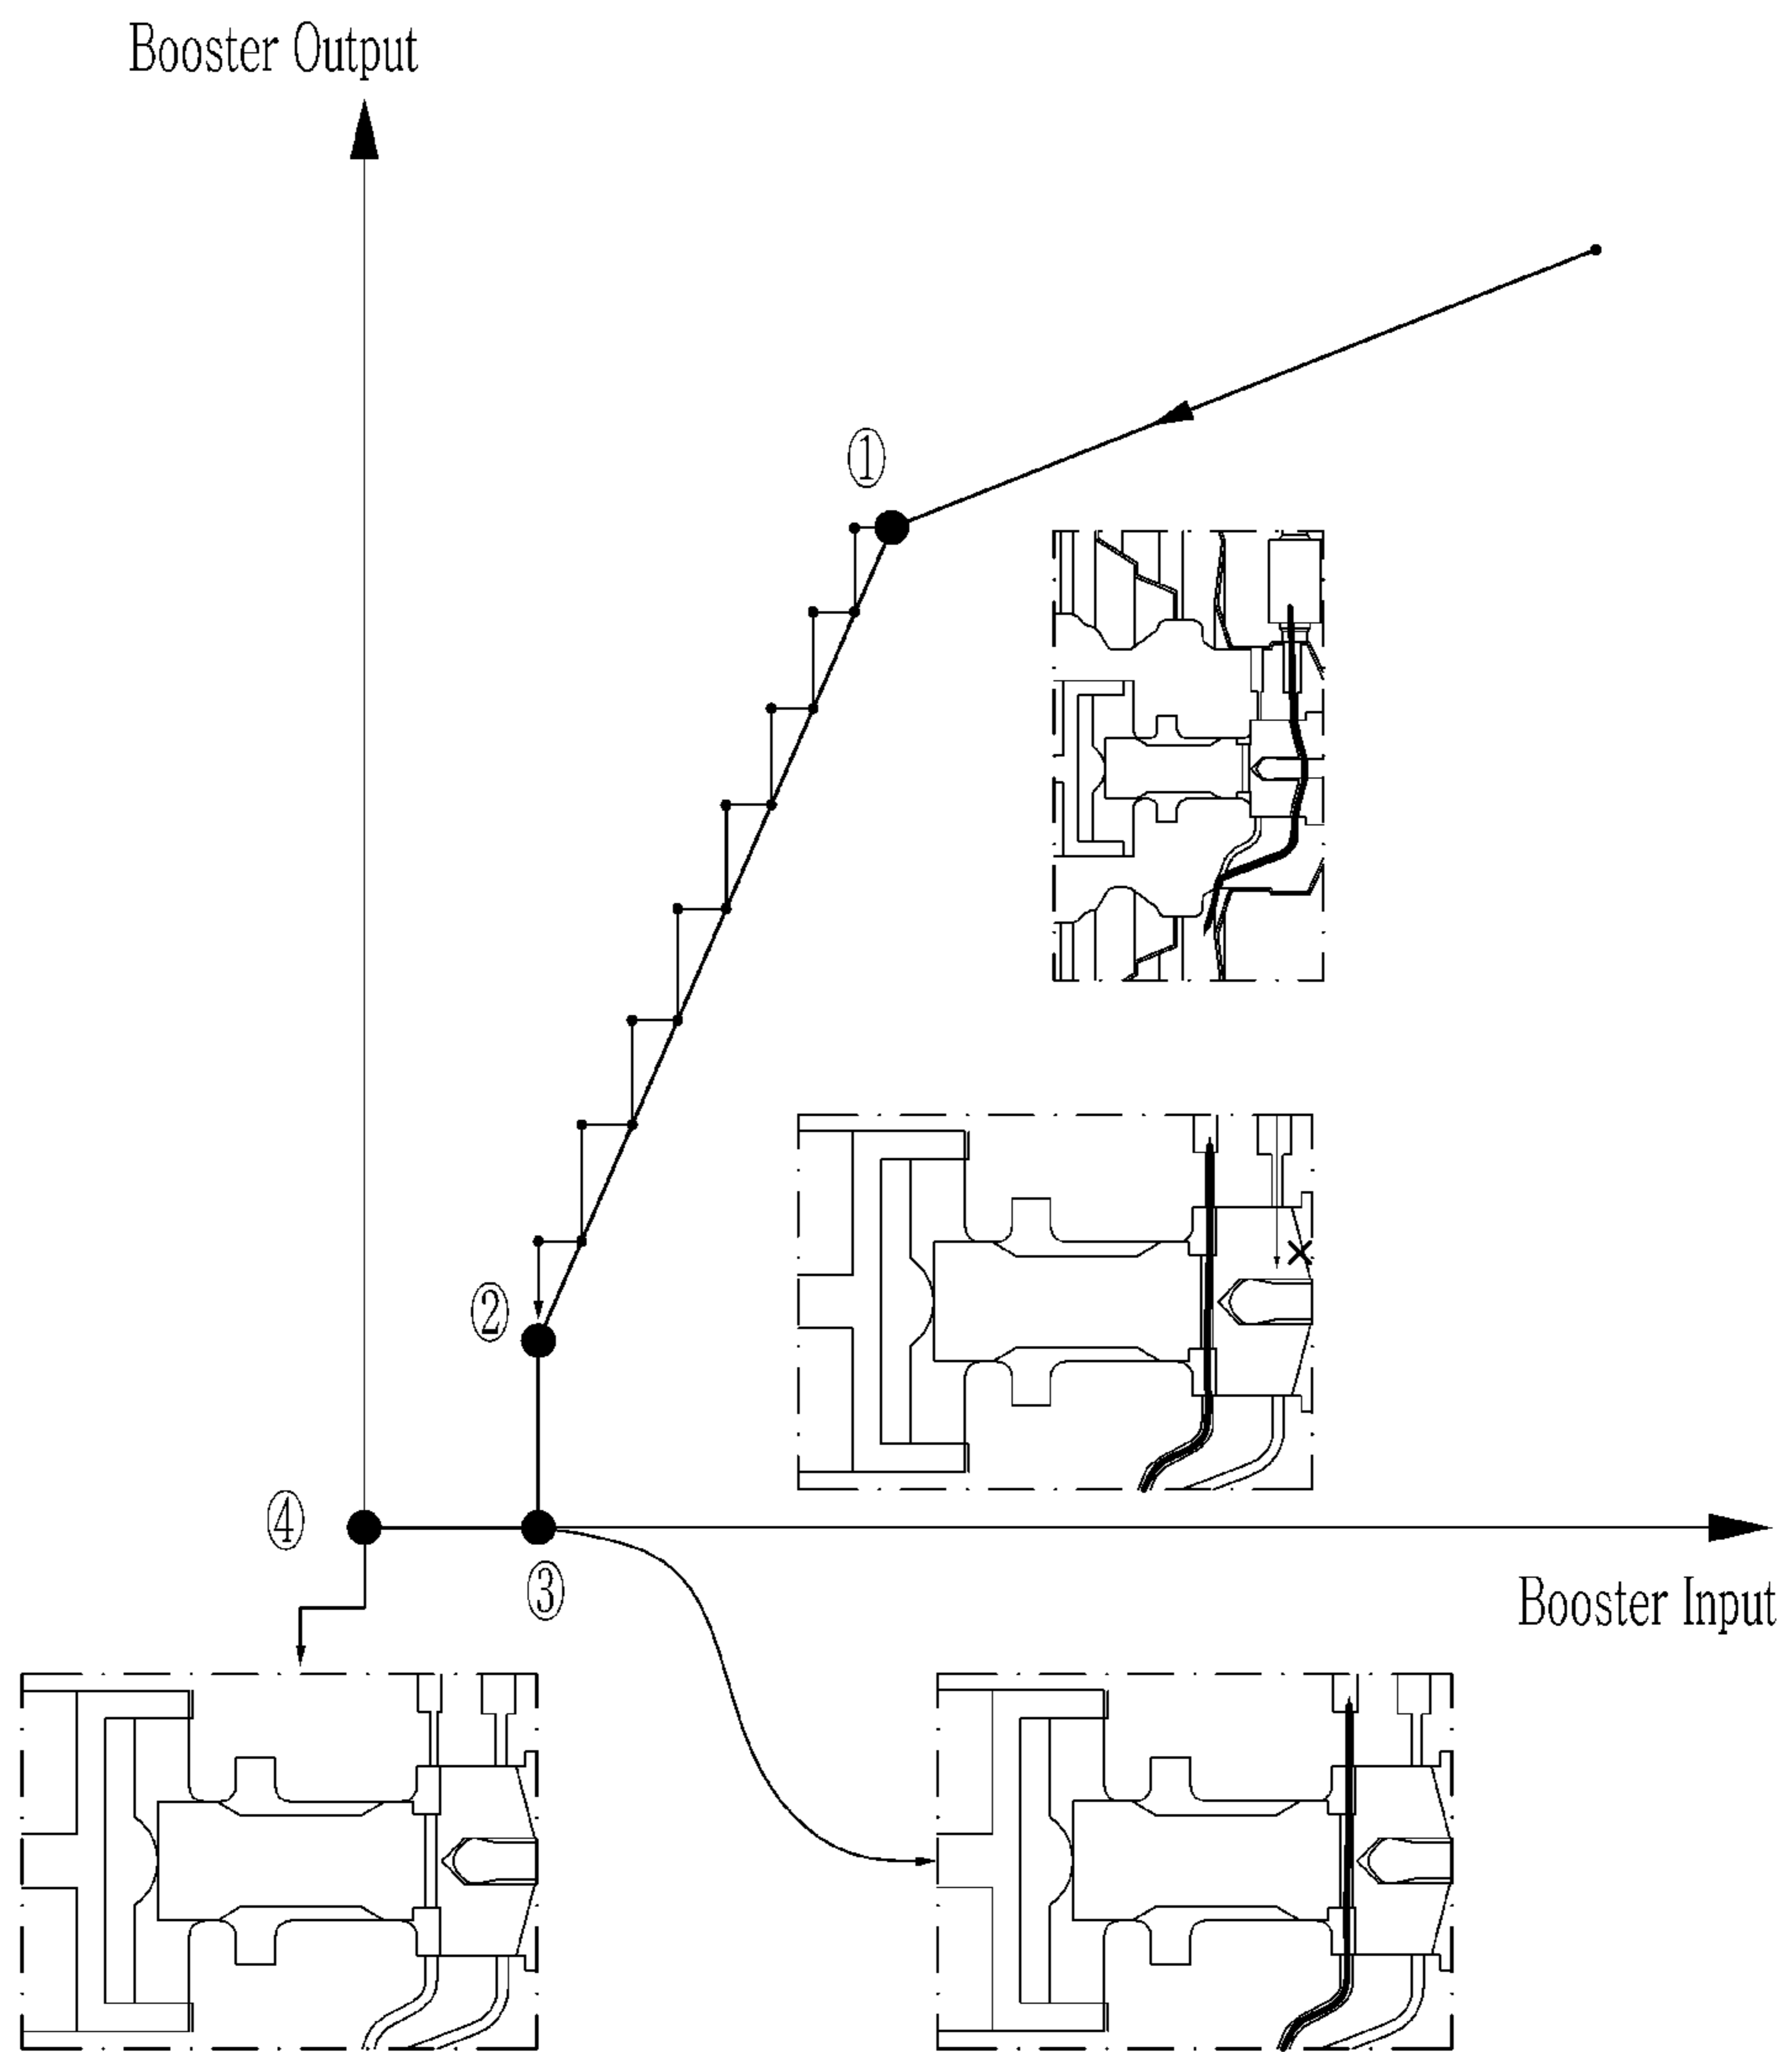 Booster Output
①
②
④
③
Booster Input